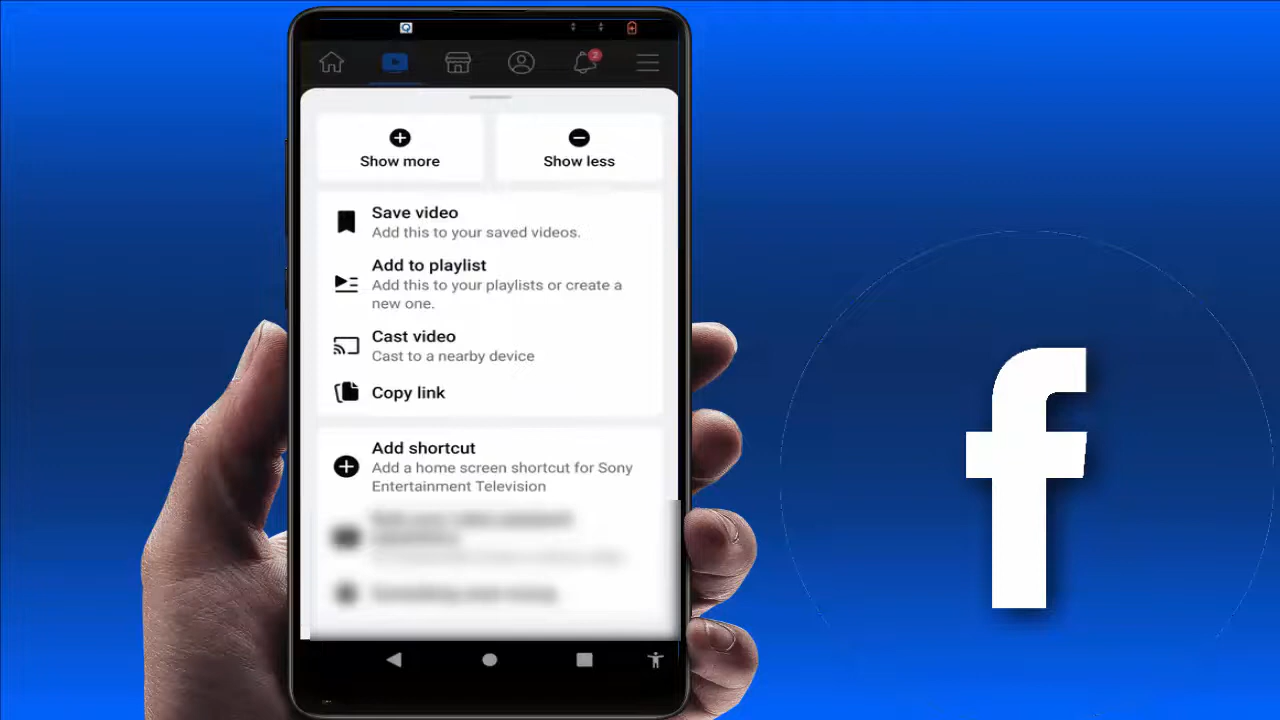 2
Show more
Show less
Save video
Add this to your saved videos.
Add to playlist
Add this to your playlists or create a
new one.
Cast video
Cast to a nearby device
Copy link
Add shortcut
Add a home screen shortcut for Sony
Entertainment Television
f